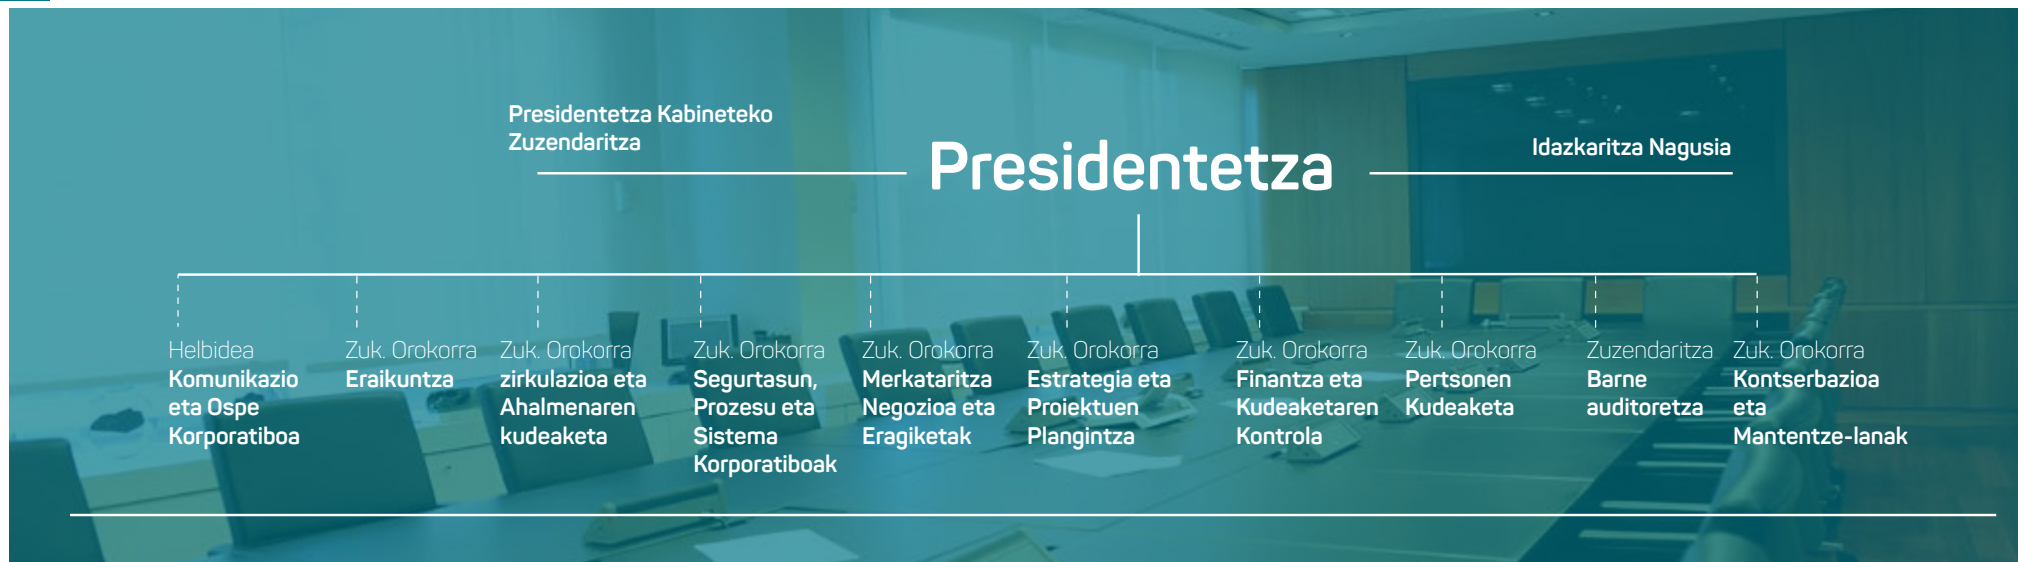 Presidentetza Kabineteko
Zuzendaritza
Presidentetza
Idazkaritza Nagusia
Helbidea
Komunikazio
eta Ospe
Korporatiboa
Zuk. Orokorra
Eraikuntza
Zuk. Orokorra
zirkulazioa eta
Ahalmenaren
kudeaketa
Zuk. Orokorra
Segurtasun,
Prozesu eta
Sistema
Korporatiboak
Zuk. Orokorra
Merkataritza
Negozioa eta
Eragiketak
Zuk. Orokorra
Estrategia eta
Proiektuen
Plangintza
Zuk. Orokorra
Finantza eta
Kudeaketaren
Kontrola
Zuk. Orokorra
Pertsonen
Kudeaketa
Zuzendaritza
Barne
auditoretza
Zuk. Orokorra
Kontserbazioa
eta
Mantentze-lanak